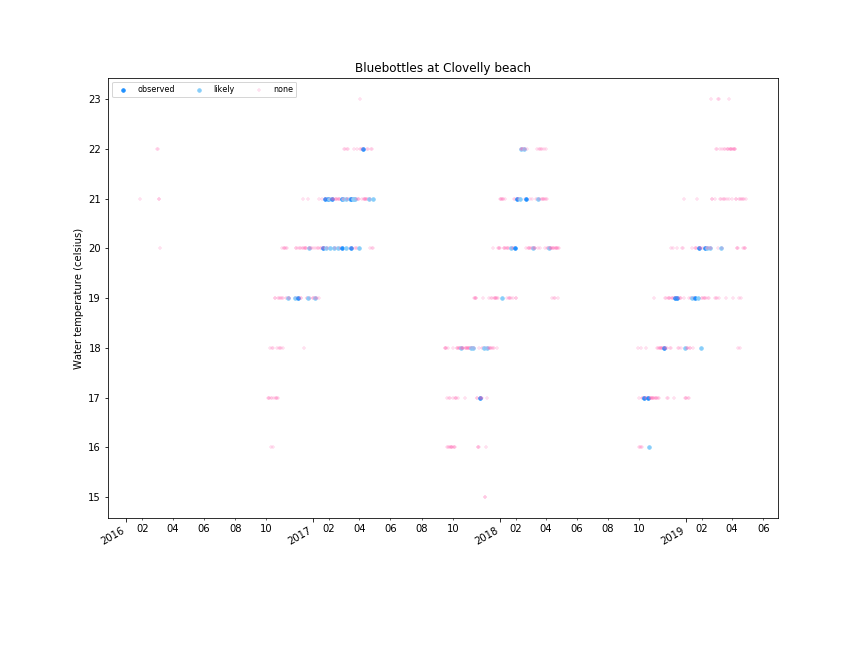 Bluebottles at Clovelly beach
observed likely none
Water temperature (celsius)
23
22
21
20
19
18
17
16
15
2016 02 04 06 08 10 2017 02 04 06 08 10 2018 02 04 06 08 10 2019 02 04 06